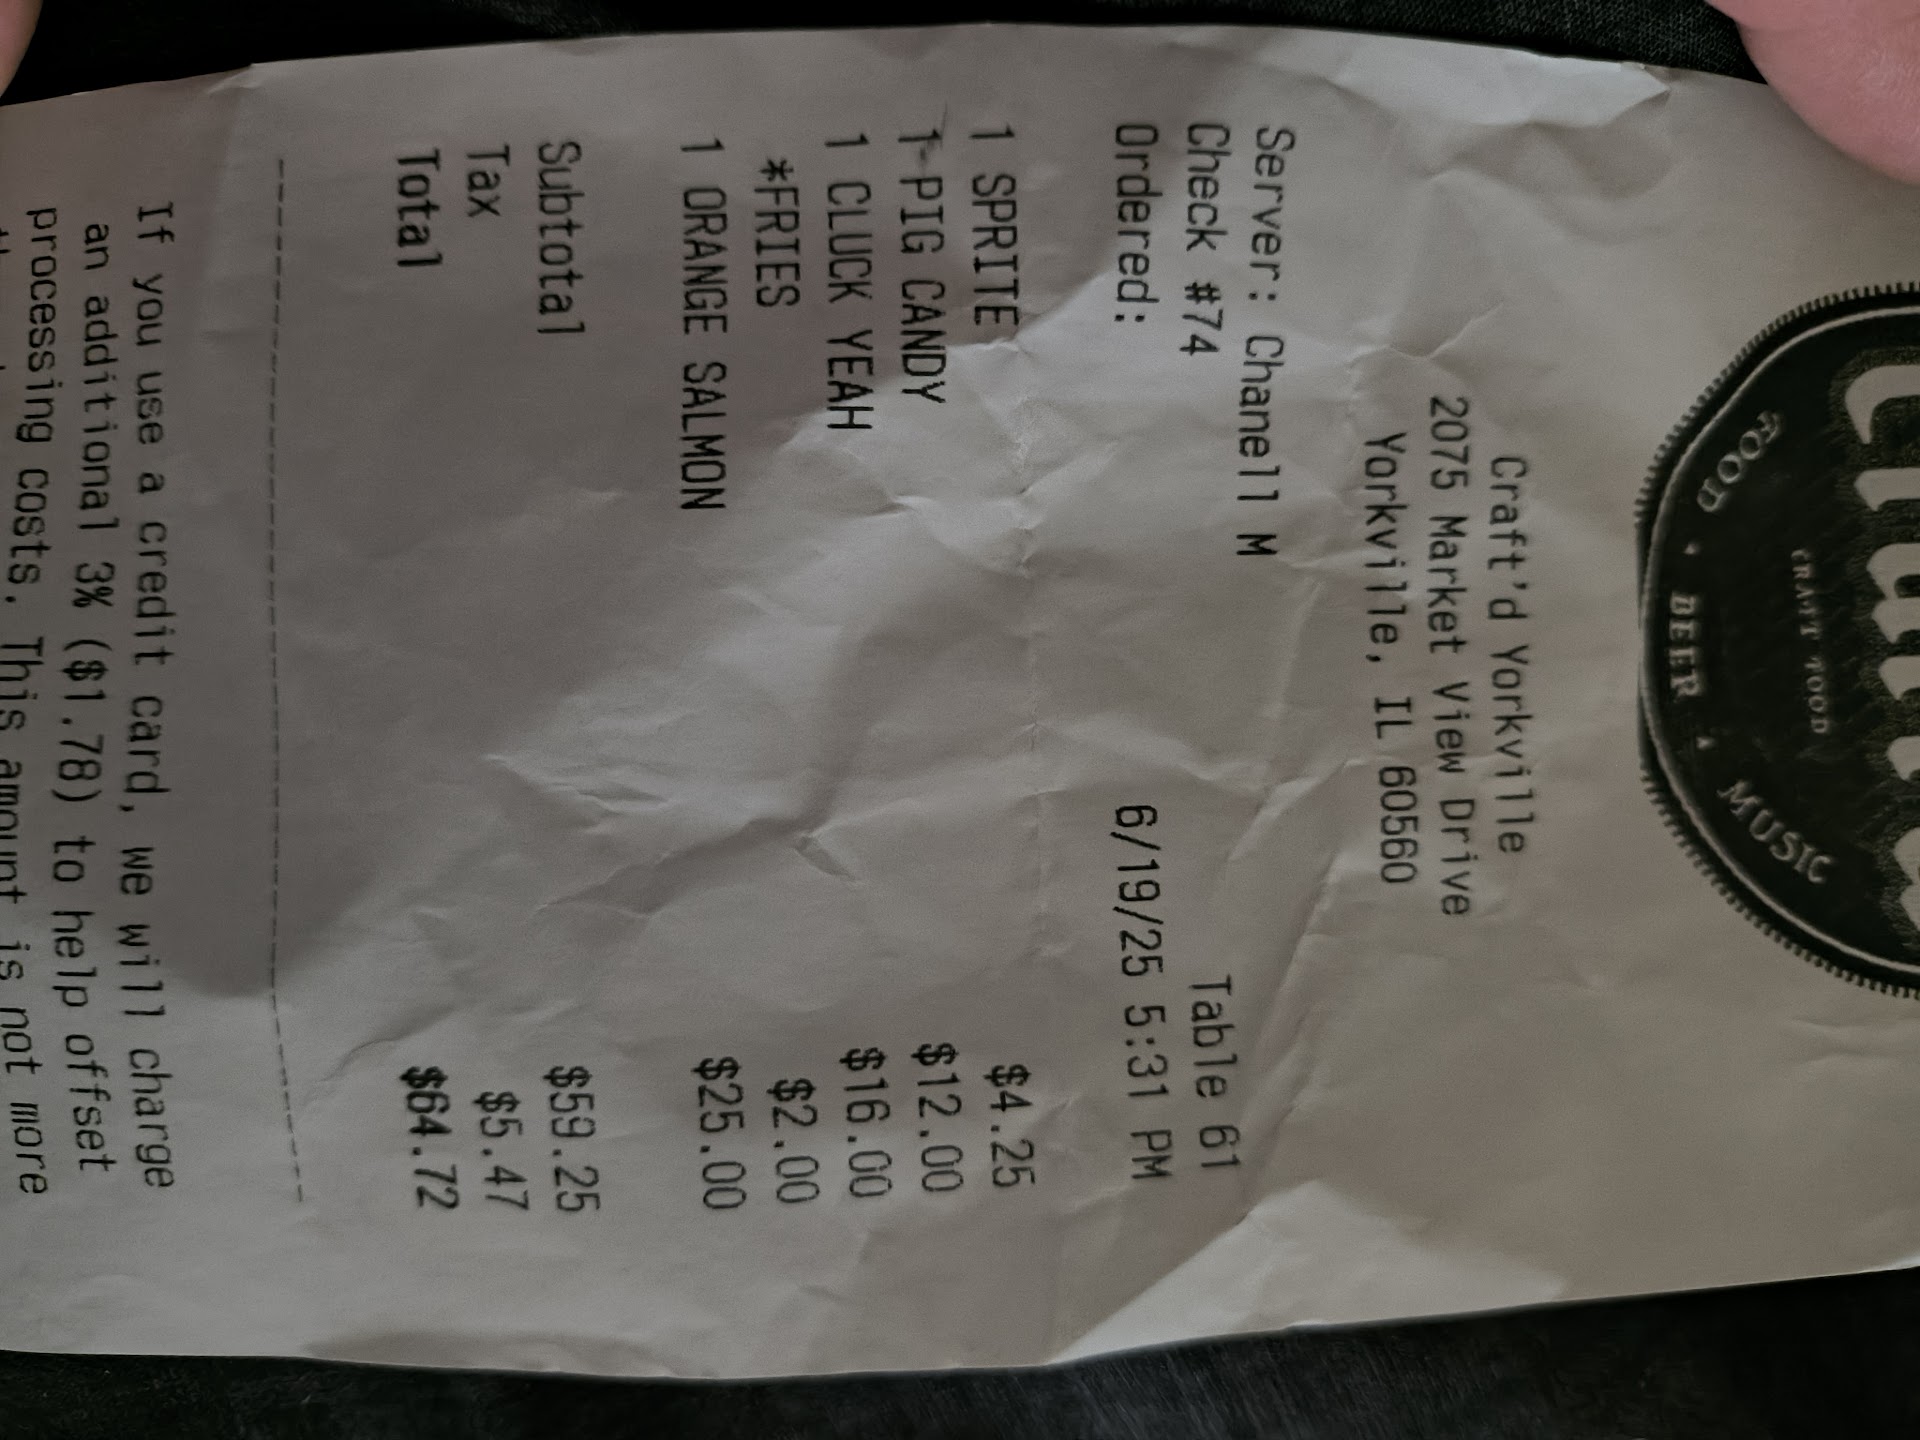 Craft'd
CRAFT FOOD
FOOD • BEER • MUSIC
Craft'd Yorkville
2075 Market View Drive
Yorkville, IL 60560
Server: Chanell M
Check #74 Table 61
Ordered: 6/19/25 5:31 PM
1 SPRITE $4.25
1 PIG CANDY $12.00
1 CLUCK YEAH $16.00
*FRIES $2.00
1 ORANGE SALMON $25.00
Subtotal $59.25
Tax $5.47
Total $64.72
If you use a credit card, we will charge
an additional 3% ($1.78) to help offset
processing costs. This amount is not more